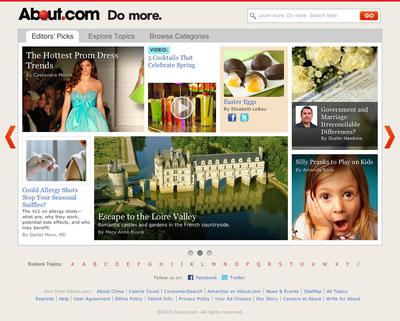 About.com Do more.
Learn more. Do more. Search here.
GO
Editors' Picks
Explore Topics
Browse Categories
The Hottest Prom Dress
Trends
By Cassandra Morris
VIDEO:
5 Cocktails That
Celebrate Spring
Easter Eggs
By Elizabeth LaBau
Government and
Marriage:
Irreconcilable
Differences?
By Dustin Hawkins
Could Allergy Shots
Stop Your Seasonal
Sniffles?
The 411 on allergy shots—
what are, why they work,
potential side effects, and who
may benefit.
By Daniel More, MD
Escape to the Loire Valley
Romantic castles and gardens in the French countryside.
By Mary Anne Evans
Silly Pranks to Play on Kids
By Amanda Rock
Explore Topics: # A B C D E F G H I J K L M N O P Q R S T U V W X Y Z
Follow us on: Facebook Twitter
Also from About.com: About China | Calorie Count | ConsumerSearch | Advertise on About.com | News & Events | SiteMap | All Topics
Reprints | Help | User Agreement | Ethics Policy | Patent Info. | Privacy Policy | Your Ad Choices | Our Story | Careers at About | Write for About
©2013 About.com. All rights reserved.